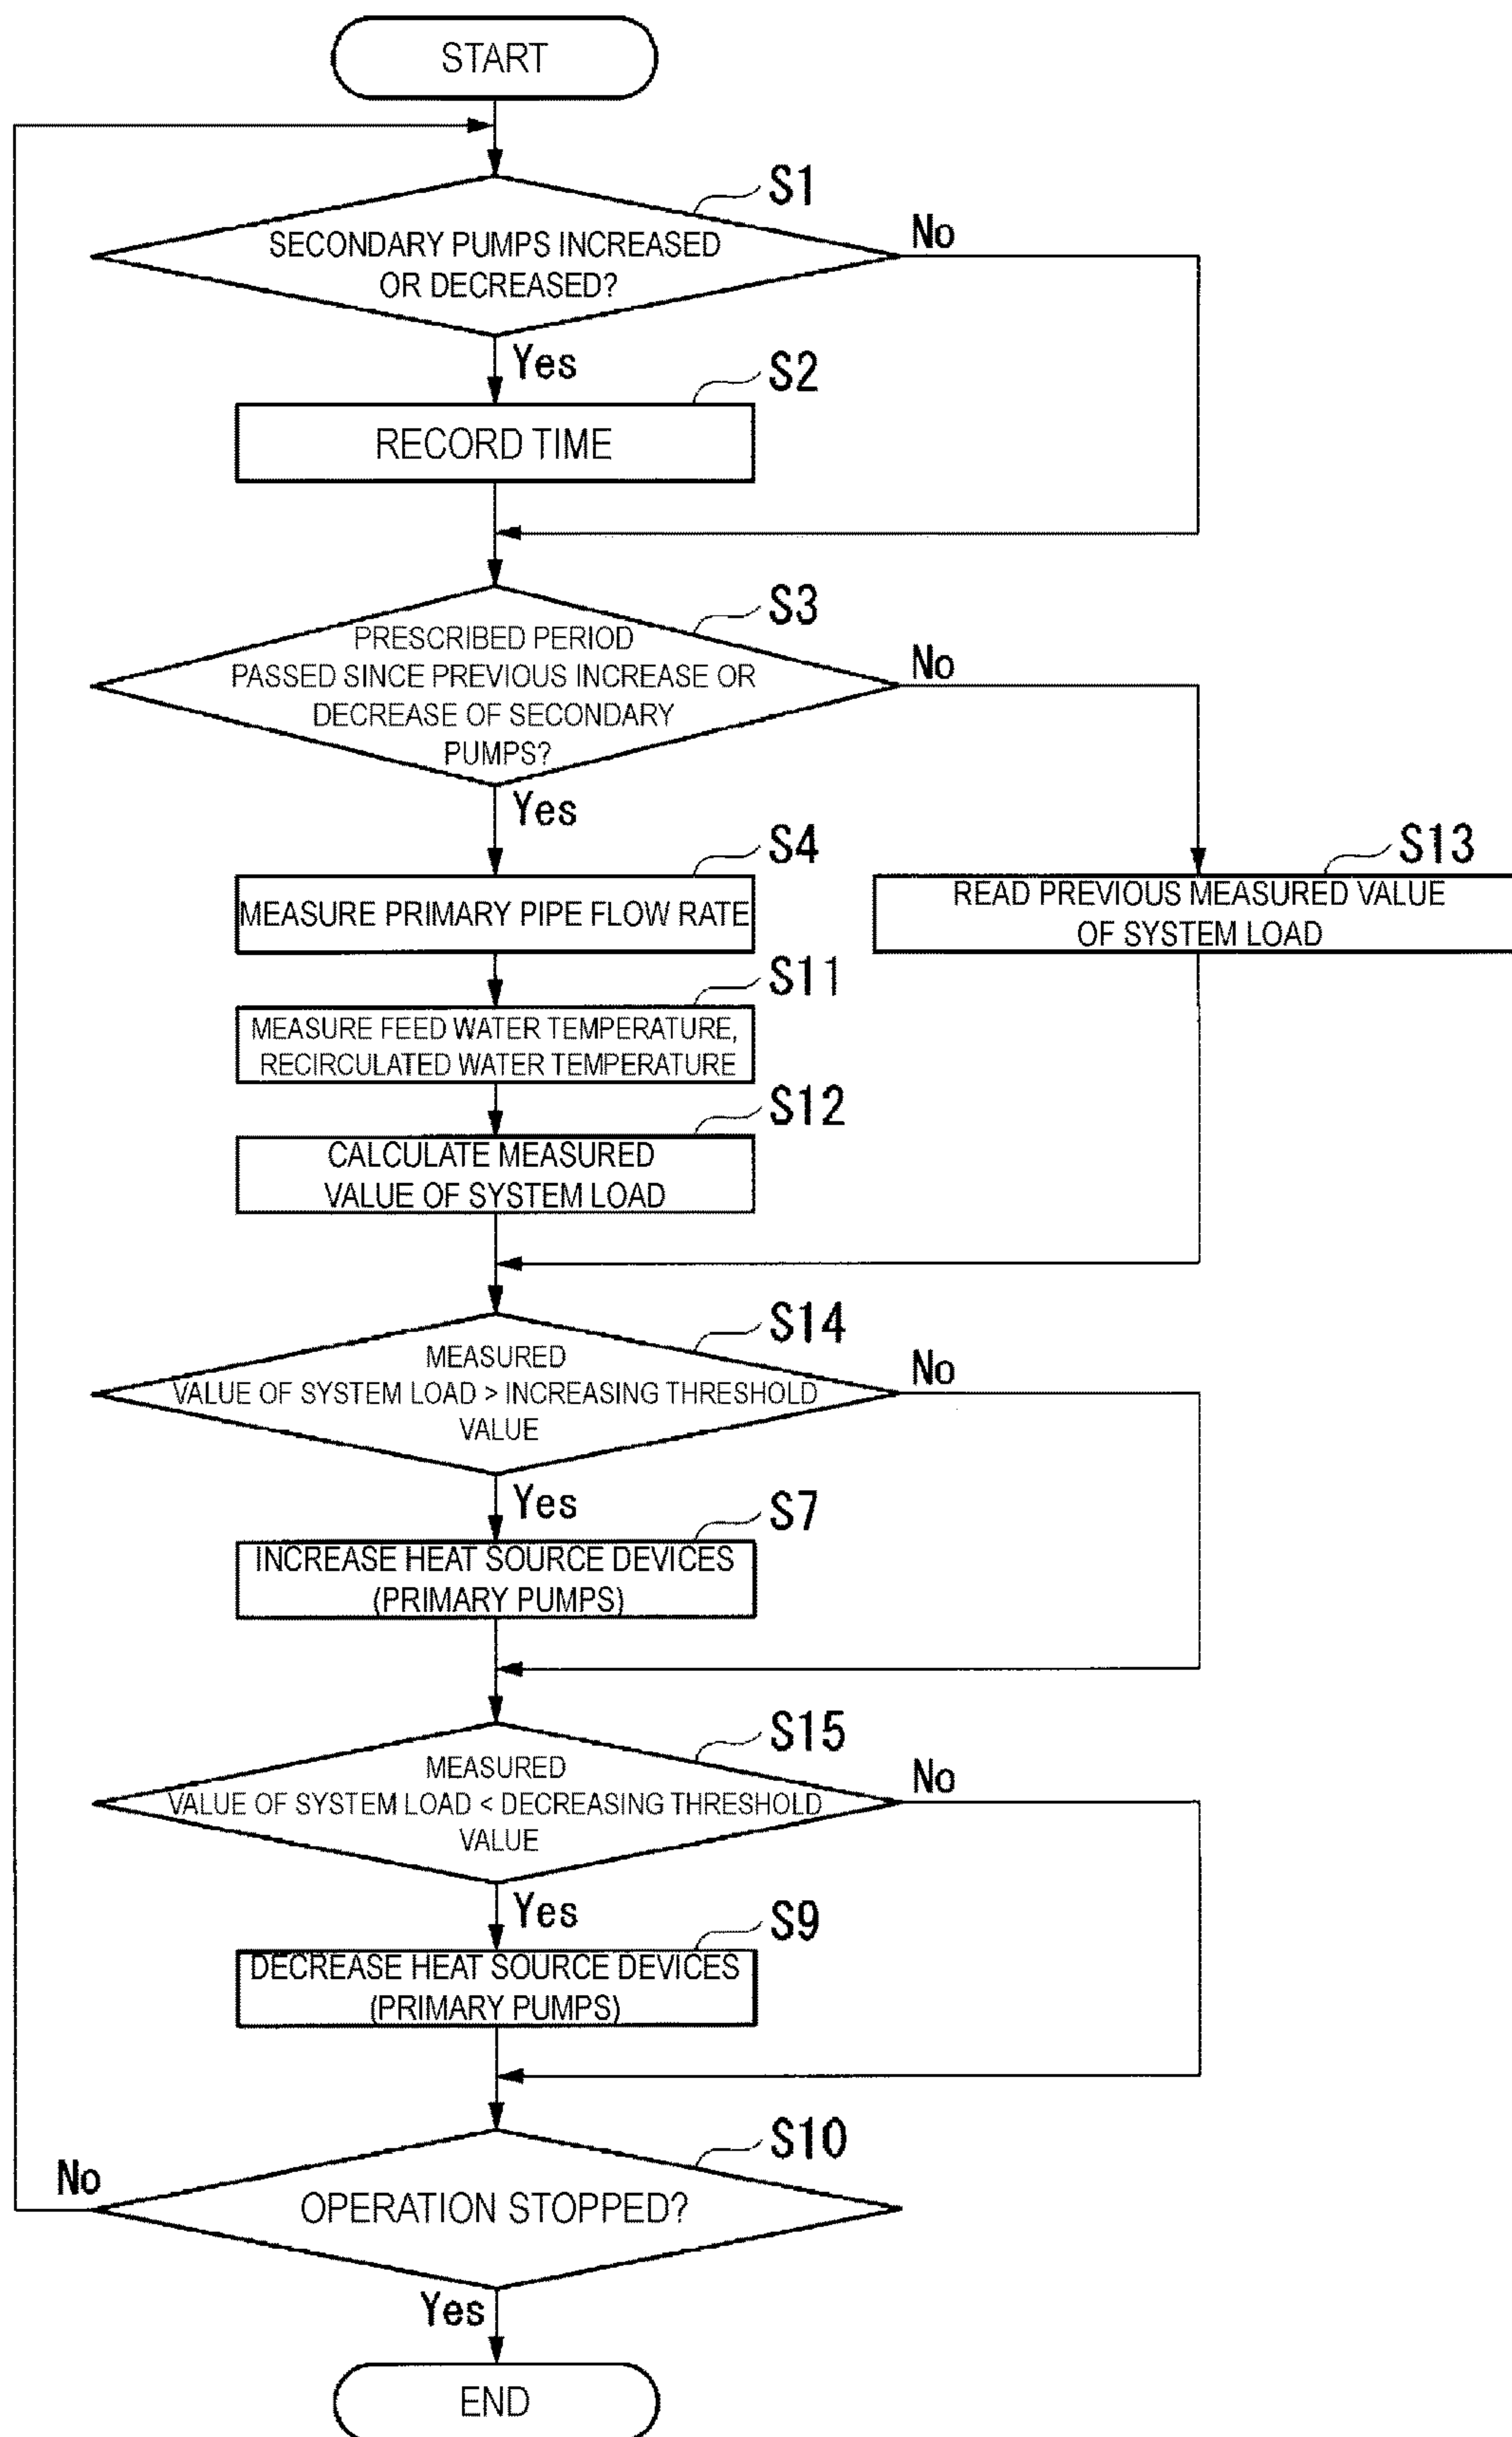 START
S1
SECONDARY PUMPS INCREASED
OR DECREASED?
No
Yes
S2
RECORD TIME
S3
PRESCRIBED PERIOD
PASSED SINCE PREVIOUS INCREASE OR
DECREASE OF SECONDARY
PUMPS?
No
Yes
S4
MEASURE PRIMARY PIPE FLOW RATE
S13
READ PREVIOUS MEASURED VALUE
OF SYSTEM LOAD
S11
MEASURE FEED WATER TEMPERATURE,
RECIRCULATED WATER TEMPERATURE
S12
CALCULATE MEASURED
VALUE OF SYSTEM LOAD
S14
MEASURED
VALUE OF SYSTEM LOAD > INCREASING THRESHOLD
VALUE
No
Yes
S7
INCREASE HEAT SOURCE DEVICES
(PRIMARY PUMPS)
S15
MEASURED
VALUE OF SYSTEM LOAD < DECREASING THRESHOLD
VALUE
No
Yes
S9
DECREASE HEAT SOURCE DEVICES
(PRIMARY PUMPS)
S10
No
OPERATION STOPPED?
Yes
END